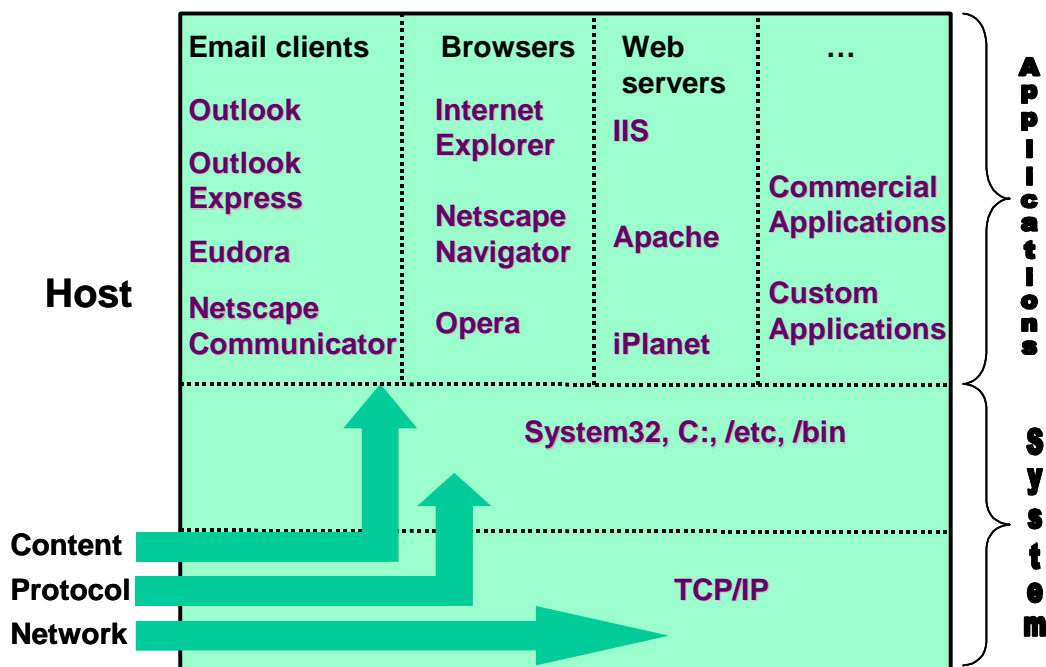 Email clients
Outlook
Outlook
Express
Eudora
Netscape
Communicator
Browsers
Internet
Explorer
Netscape
Navigator
Opera
Web
servers
IIS
Apache
iPlanet
…
Commercial
Applications
Custom
Applications
Applications
Host
System32, C:, /etc, /bin
System
Content
Protocol
TCP/IP
Network